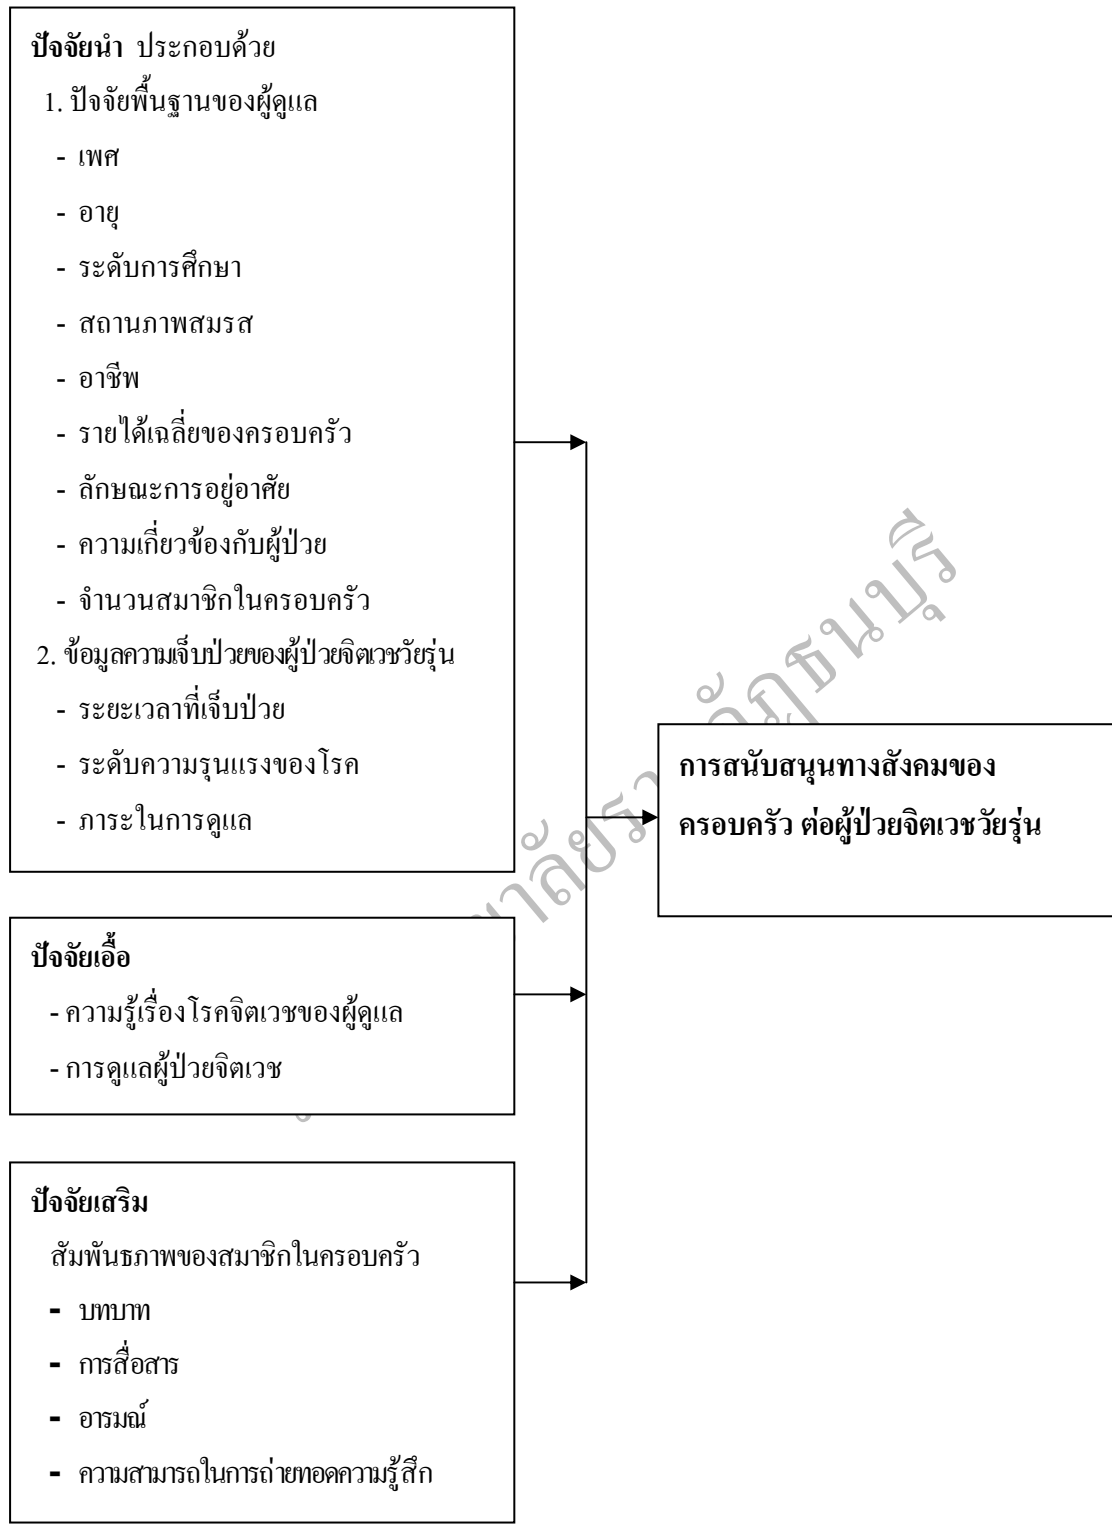 ปัจจัยนำ ประกอบด้วย
1. ปัจจัยพื้นฐานของผู้ดูแล
- เพศ
- อายุ
- ระดับการศึกษา
- สถานภาพสมรส
- อาชีพ
- รายได้เฉลี่ยของครอบครัว
- ลักษณะการอยู่อาศัย
- ความเกี่ยวข้องกับผู้ป่วย
- จำนวนสมาชิกในครอบครัว
2. ข้อมูลความเจ็บป่วยของผู้ป่วยจิตเวชวัยรุ่น
- ระยะเวลาที่เจ็บป่วย
- ระดับความรุนแรงของโรค
- ภาระในการดูแล
ปัจจัยเอื้อ
- ความรู้เรื่องโรคจิตเวชของผู้ดูแล
- การดูแลผู้ป่วยจิตเวช
ปัจจัยเสริม
สัมพันธภาพของสมาชิกในครอบครัว
- บทบาท
- การสื่อสาร
- อารมณ์
- ความสามารถในการถ่ายทอดความรู้สึก
การสนับสนุนทางสังคมของ
ครอบครัว ต่อผู้ป่วยจิตเวชวัยรุ่น